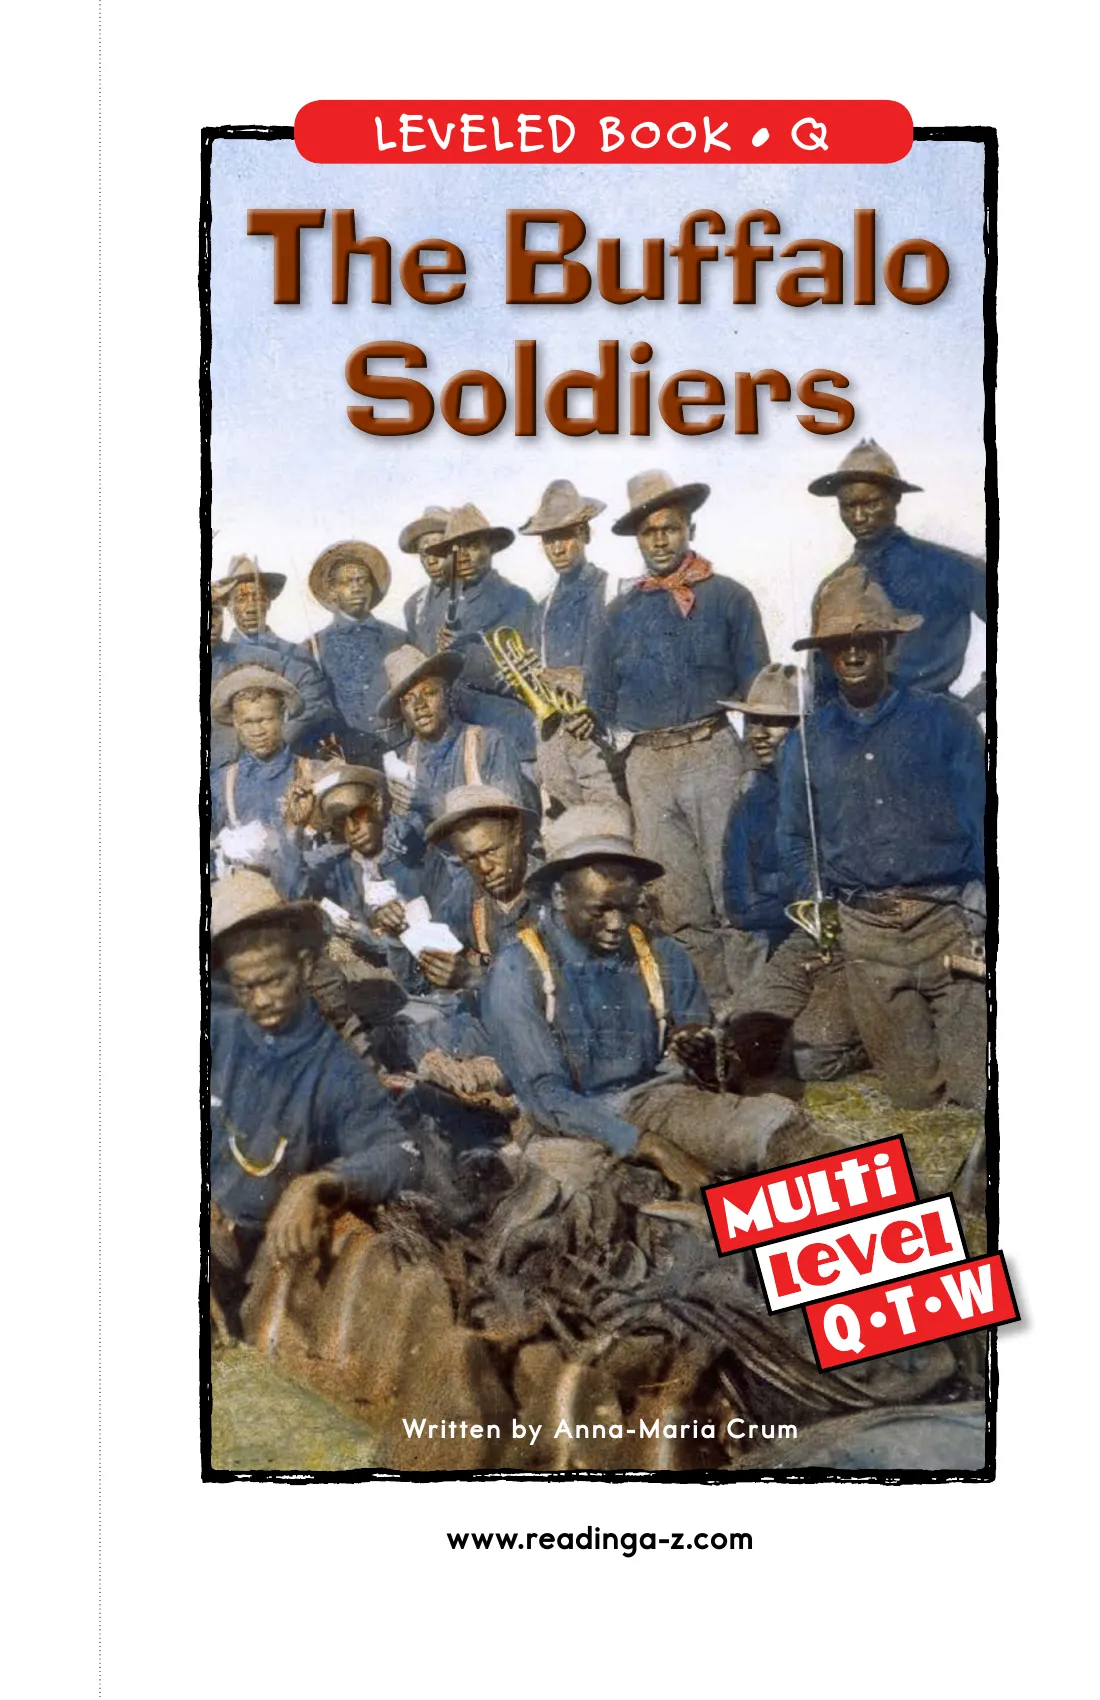 LEVELED BOOK • Q
The Buffalo
Soldiers
MULTi
level
Q•T•W
Written by Anna-Maria Crum
www.readinga-z.com